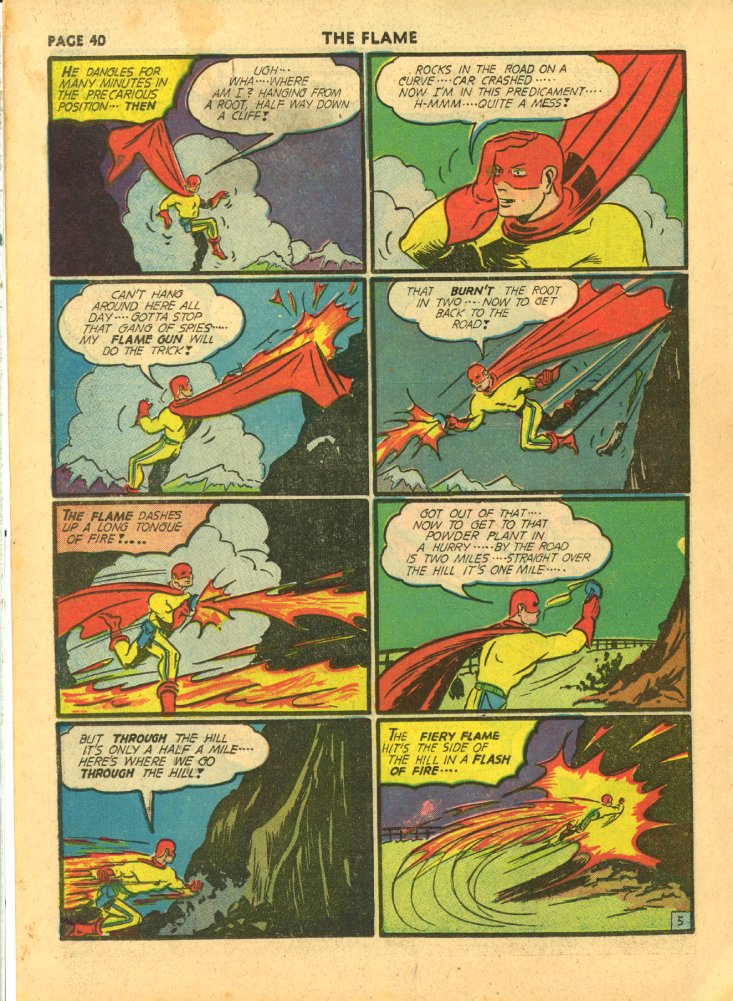 PAGE 40
THE FLAME
HE DANGLES FOR
MANY MINUTES IN
THE PRECARIOUS
POSITION... THEN
UGH...
WHA....WHERE
AM I? HANGING FROM
A ROOT, HALF WAY DOWN
A CLIFF!
ROCKS IN THE ROAD ON A
CURVE....CAR CRASHED.....
NOW I'M IN THIS PREDICAMENT....
H-MMM....QUITE A MESS!
CAN'T HANG
AROUND HERE ALL
DAY....GOTTA STOP
THAT GANG OF SPIES.....
MY FLAME GUN WILL
DO THE TRICK!
THAT BURN'T THE ROOT
IN TWO....NOW TO GET
BACK TO THE
ROAD!
THE FLAME DASHES
UP A LONG TONGUE
OF FIRE!....
GOT OUT OF THAT....
NOW TO GET TO THAT
POWDER PLANT IN
A HURRY.....BY THE ROAD
IS TWO MILES....STRAIGHT OVER
THE HILL IT'S ONE MILE.....
BUT THROUGH THE HILL
IT'S ONLY A HALF A MILE....
HERE'S WHERE WE GO
THROUGH THE HILL!
THE FIERY FLAME
HIT'S THE SIDE OF
THE HILL IN A FLASH
OF FIRE....
5